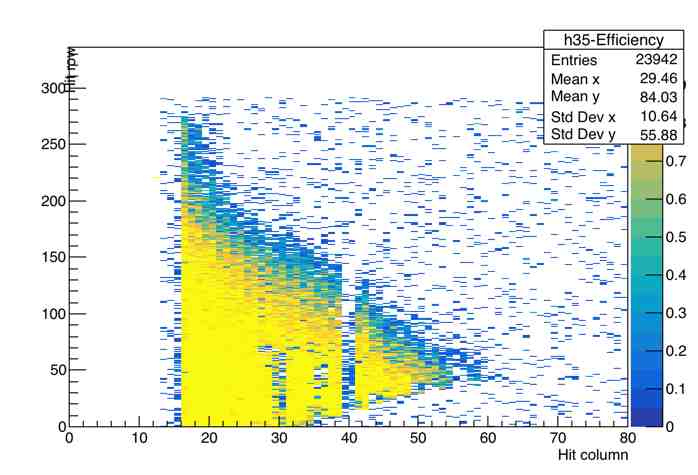 h35-Efficiency
Entries 23942
Mean x 29.46
Mean y 84.03
Std Dev x 10.64
Std Dev y 55.88
Hit row
300
250
200
150
100
50
0
0 10 20 30 40 50 60 70 80
Hit column
0.7
0.6
0.5
0.4
0.3
0.2
0.1
0